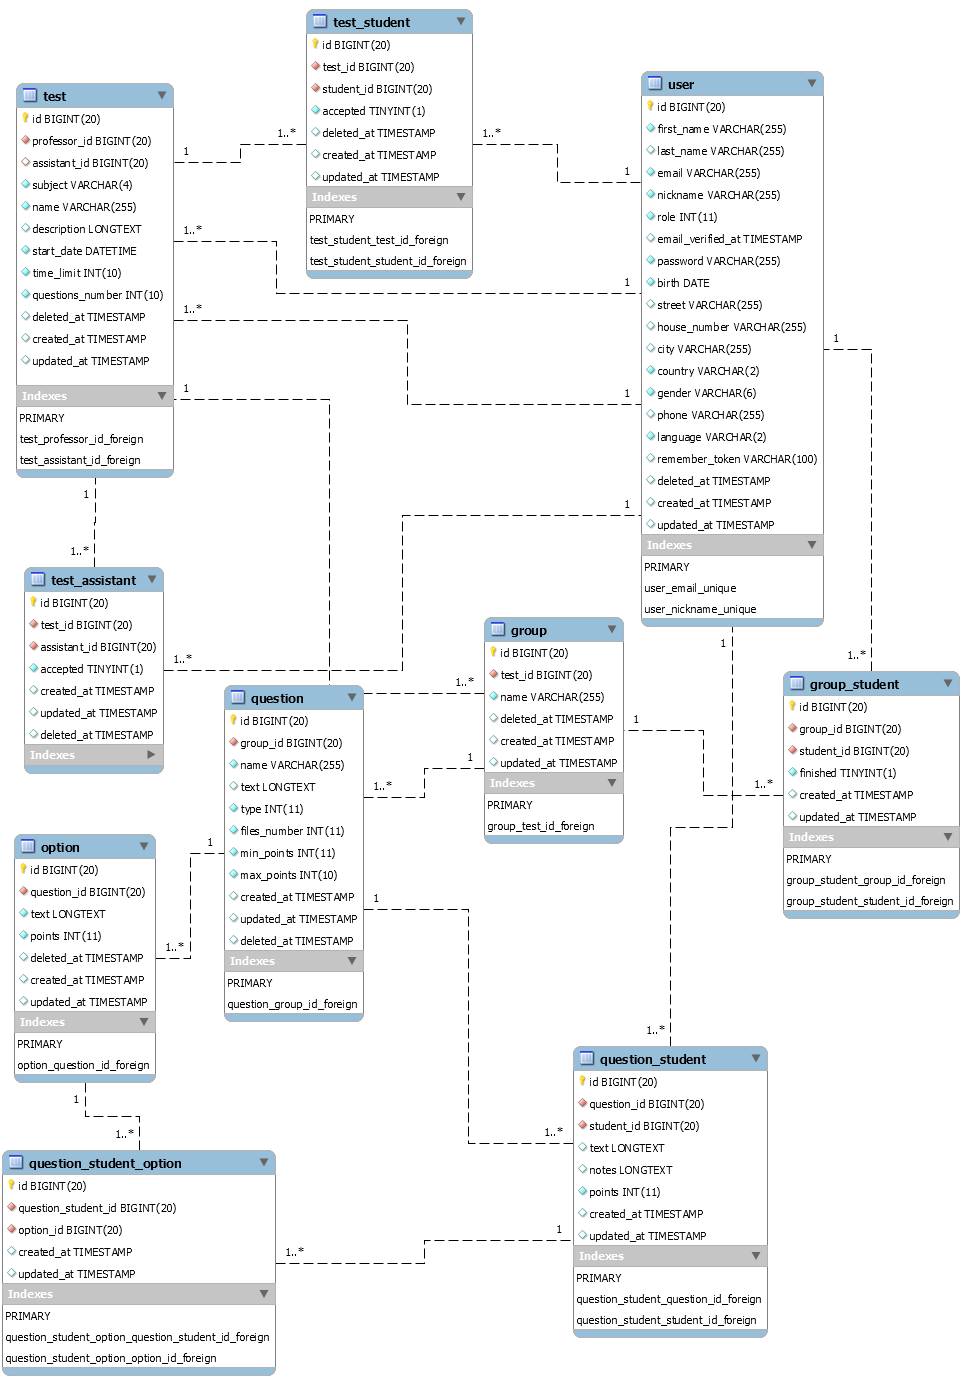 test_student
id BIGINT(20)
test_id BIGINT(20)
student_id BIGINT(20)
accepted TINYINT(1)
deleted_at TIMESTAMP
created_at TIMESTAMP
updated_at TIMESTAMP
Indexes
PRIMARY
test_student_test_id_foreign
test_student_student_id_foreign
test
id BIGINT(20)
professor_id BIGINT(20)
assistant_id BIGINT(20)
subject VARCHAR(4)
name VARCHAR(255)
description LONGTEXT
start_date DATETIME
time_limit INT(10)
questions_number INT(10)
deleted_at TIMESTAMP
created_at TIMESTAMP
updated_at TIMESTAMP
Indexes
PRIMARY
test_professor_id_foreign
test_assistant_id_foreign
user
id BIGINT(20)
first_name VARCHAR(255)
last_name VARCHAR(255)
email VARCHAR(255)
nickname VARCHAR(255)
role INT(11)
email_verified_at TIMESTAMP
password VARCHAR(255)
birth DATE
street VARCHAR(255)
house_number VARCHAR(255)
city VARCHAR(255)
country VARCHAR(2)
gender VARCHAR(6)
phone VARCHAR(255)
language VARCHAR(2)
remember_token VARCHAR(100)
deleted_at TIMESTAMP
created_at TIMESTAMP
updated_at TIMESTAMP
Indexes
PRIMARY
user_email_unique
user_nickname_unique
1
1..*
1..*
1
1..*
1
1..*
1
1
1
1..*
1
1..*
1
1..*
test_assistant
id BIGINT(20)
test_id BIGINT(20)
assistant_id BIGINT(20)
accepted TINYINT(1)
created_at TIMESTAMP
updated_at TIMESTAMP
deleted_at TIMESTAMP
Indexes
group
id BIGINT(20)
test_id BIGINT(20)
name VARCHAR(255)
deleted_at TIMESTAMP
created_at TIMESTAMP
updated_at TIMESTAMP
Indexes
PRIMARY
group_test_id_foreign
group_student
id BIGINT(20)
group_id BIGINT(20)
student_id BIGINT(20)
finished TINYINT(1)
created_at TIMESTAMP
updated_at TIMESTAMP
Indexes
PRIMARY
group_student_group_id_foreign
group_student_student_id_foreign
question
id BIGINT(20)
group_id BIGINT(20)
name VARCHAR(255)
text LONGTEXT
type INT(11)
files_number INT(11)
min_points INT(11)
max_points INT(10)
created_at TIMESTAMP
updated_at TIMESTAMP
deleted_at TIMESTAMP
Indexes
PRIMARY
question_group_id_foreign
1
1..*
1
1..*
1
1..*
1
1..*
1
1..*
1..*
option
id BIGINT(20)
question_id BIGINT(20)
text LONGTEXT
points INT(11)
deleted_at TIMESTAMP
created_at TIMESTAMP
updated_at TIMESTAMP
Indexes
PRIMARY
option_question_id_foreign
1
1..*
question_student
id BIGINT(20)
question_id BIGINT(20)
student_id BIGINT(20)
text LONGTEXT
notes LONGTEXT
points INT(11)
created_at TIMESTAMP
updated_at TIMESTAMP
Indexes
PRIMARY
question_student_question_id_foreign
question_student_student_id_foreign
question_student_option
id BIGINT(20)
question_student_id BIGINT(20)
option_id BIGINT(20)
created_at TIMESTAMP
updated_at TIMESTAMP
Indexes
PRIMARY
question_student_option_question_student_id_foreign
question_student_option_option_id_foreign
1
1..*